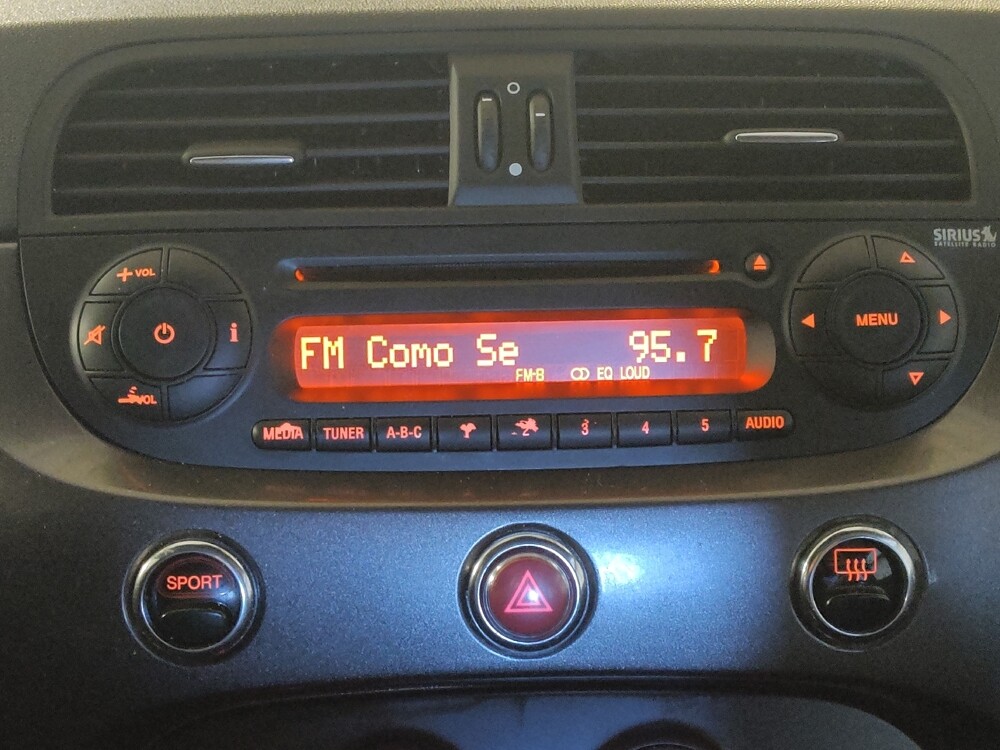 SIRIUS
SATELLITE RADIO
+ VOL
i
MENU
FM Como Se 95.7
FM-B EQ LOUD
VOL
MEDIA TUNER A-B-C 2 3 4 5 AUDIO
SPORT